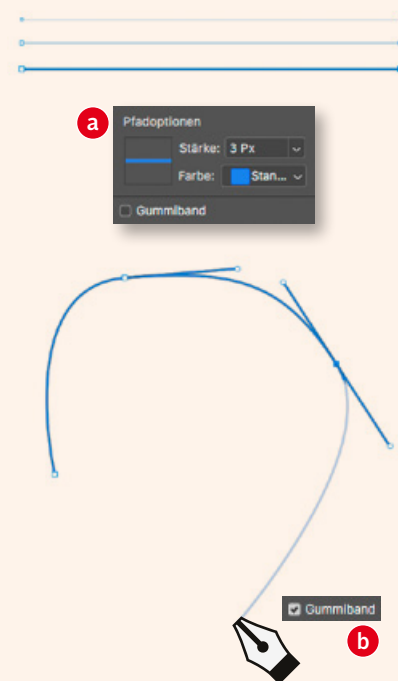 a
Pfadoptionen
Stärke: 3 Px
Farbe: Stan...
Gummiband
Gummiband
b